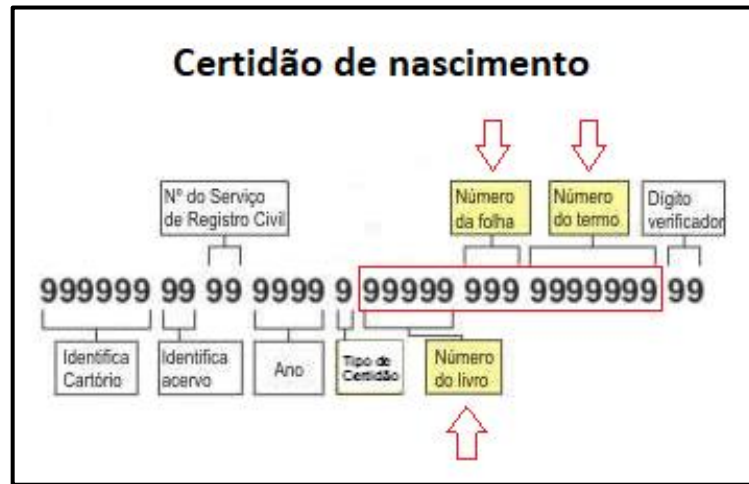 Certidão de nascimento
Nº do Serviço
de Registro Civil
Número
da folha
Número
do termo
Dígito
verificador
999999 99 99 9999 9 99999 999 9999999 99
Identifica
Cartório
Identifica
acervo
Ano
Tipo de
Certidão
Número
do livro